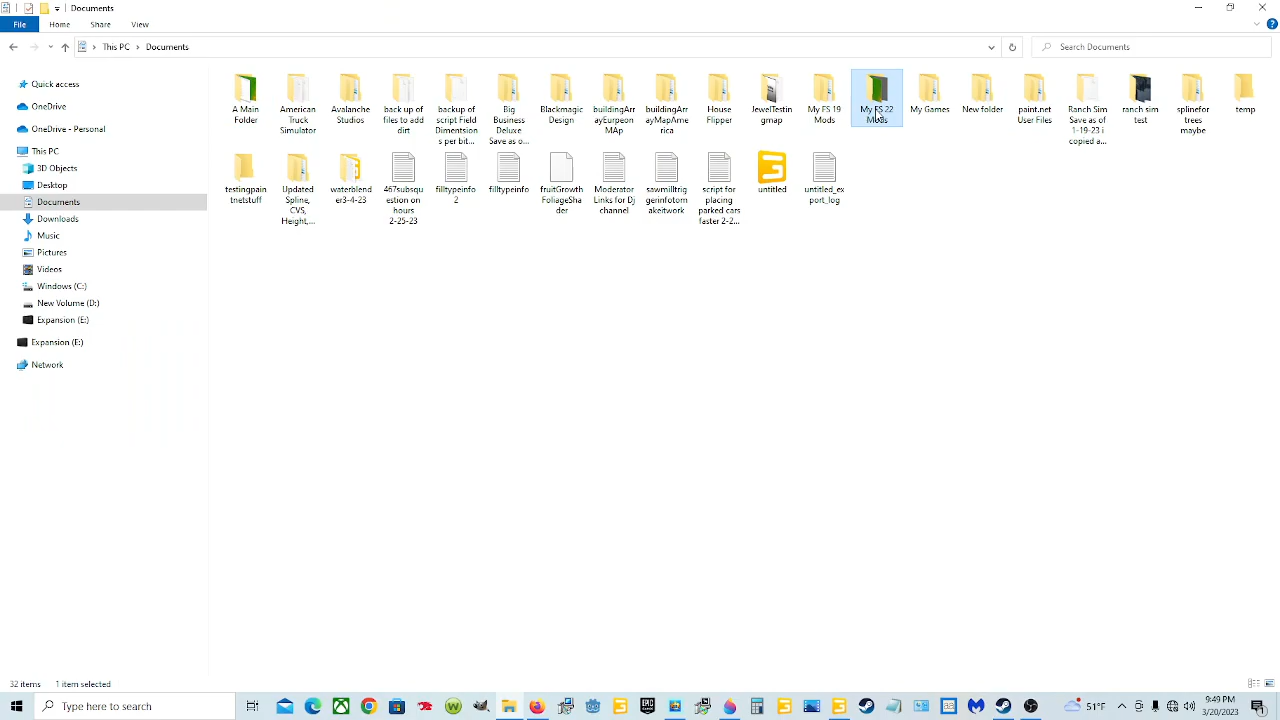 Documents
File Home Share View
This PC Documents
Search Documents
Quick access
OneDrive
OneDrive - Personal
This PC
3D Objects
Desktop
Documents
Downloads
Music
Pictures
Videos
Windows (C:)
New Volume (D:)
Expansion (E:)
Expansion (E:)
Network
A Main
Folder
American
Truck
Simulator
Avalanche
Studios
back up of
files to add
dirt
backup of
script Field
Dimension
s per bit...
Big
Business
Deluxe
Save as o...
Blackmagic
Design
buildingArr
ayEurpeon
MAp
buildingArr
ayMapAme
rica
House
Flipper
JewelTestin
gmap
My FS 19
Mods
My FS 22
Mods
My Games
New folder
paint.net
User Files
Ranch Sim
Save as of
1-19-23 i
copied a...
ranch sim
test
splinefor
trees
maybe
temp
testingpain
tnetstuff
Updated
Spline,
CVS,
Height,...
waterblend
er3-4-23
467subsqu
estion on
hours
2-25-23
filltypeinfo
2
filltypeinfo
fruitGrowth
FoliageSha
der
Moderator
Links for Dj
channel
sawmilltrig
gerinfotom
akeitwork
script for
placing
parked cars
faster 2-2...
untitled
untitled_ex
port_log
32 items 1 item selected
Type here to search
51°F
9:49 PM
3/20/2023